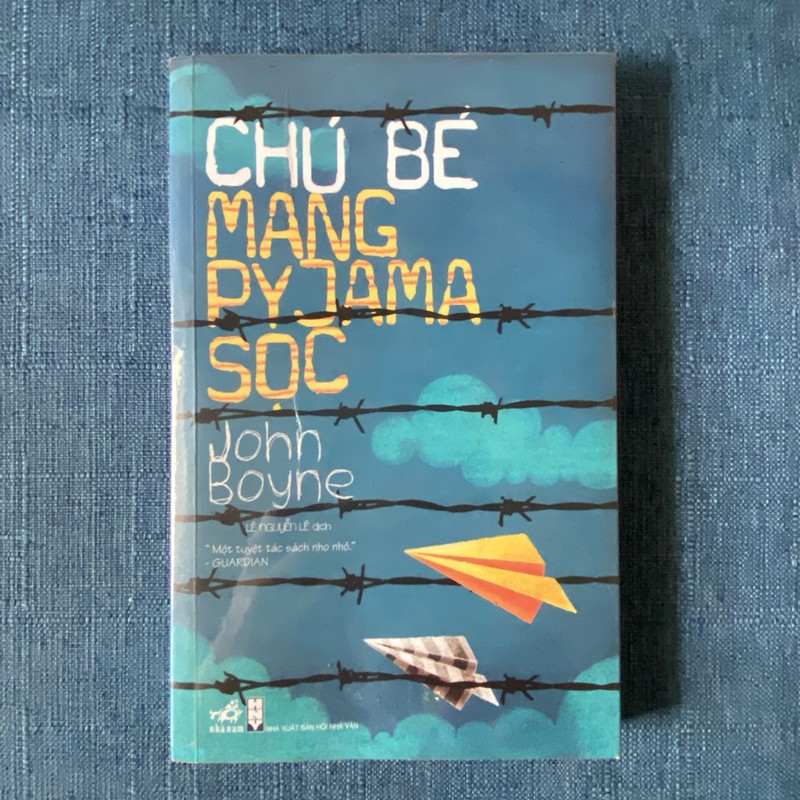 CHÚ BÉ
MANG
PYJAMA
SỌC
John
Boyne
LÊ NGUYỄN LÊ dịch
"Một tuyệt tác sách nho nhỏ."
- GUARDIAN
nhã nam
NHÀ XUẤT BẢN HỘI NHÀ VĂN